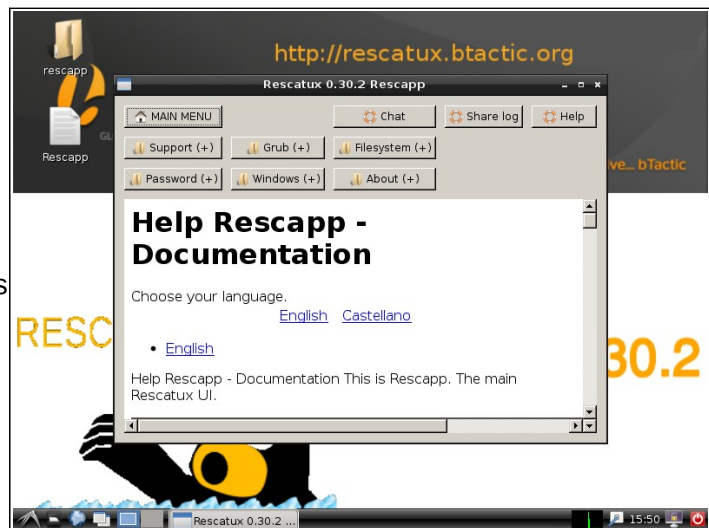 http://rescatux.btactic.org
rescapp
Rescatux 0.30.2 Rescapp
MAIN MENU
Chat
Share log
Help
Support (+)
Grub (+)
Filesystem (+)
Rescapp
GL
ve... bTactic
Password (+)
Windows (+)
About (+)
Help Rescapp -
Documentation
Choose your language.
s
English Castellano
RESC
30.2
• English
Help Rescapp - Documentation This is Rescapp. The main
Rescatux UI.
Rescatux 0.30.2 ...
15:50